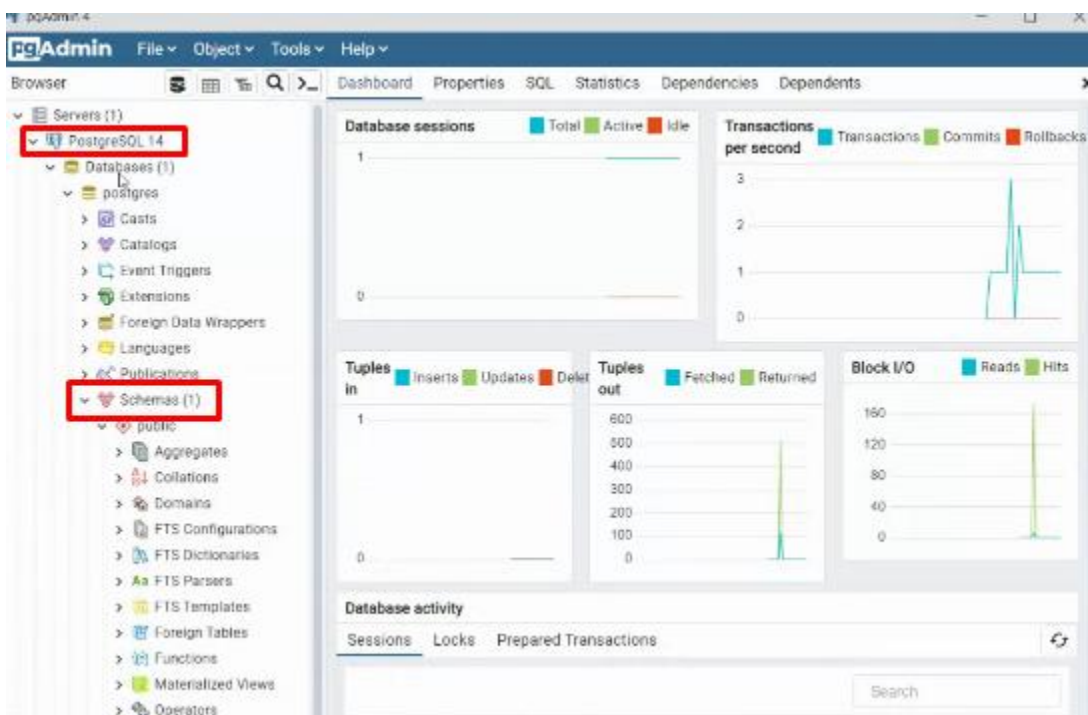 pgAdmin 4
pgAdmin File Object Tools Help
Browser
Dashboard Properties SQL Statistics Dependencies Dependents
Servers (1)
PostgreSQL 14
Databases (1)
postgres
Casts
Catalogs
Event Triggers
Extensions
Foreign Data Wrappers
Languages
Publications
Schemas (1)
public
Aggregates
Collations
Domains
FTS Configurations
FTS Dictionaries
Aa FTS Parsers
FTS Templates
Foreign Tables
Functions
Materialized Views
Operators
Database sessions Total Active Idle
1
0
Transactions per second Transactions Commits Rollbacks
3
2
1
0
Tuples in Inserts Updates Delet
1
0
Tuples out Fetched Returned
600
500
400
300
200
100
0
Block I/O Reads Hits
160
120
80
40
0
Database activity
Sessions Locks Prepared Transactions
Search